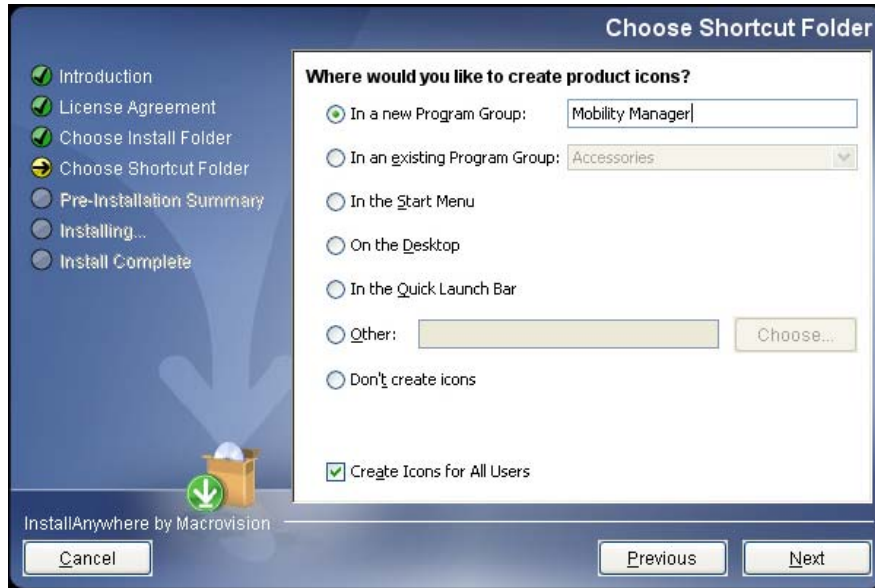 Choose Shortcut Folder
Introduction
License Agreement
Choose Install Folder
Choose Shortcut Folder
Pre-Installation Summary
Installing...
Install Complete
Where would you like to create product icons?
In a new Program Group: Mobility Manager
In an existing Program Group: Accessories
In the Start Menu
On the Desktop
In the Quick Launch Bar
Other: Choose...
Don't create icons
Create Icons for All Users
InstallAnywhere by Macrovision
Cancel Previous Next